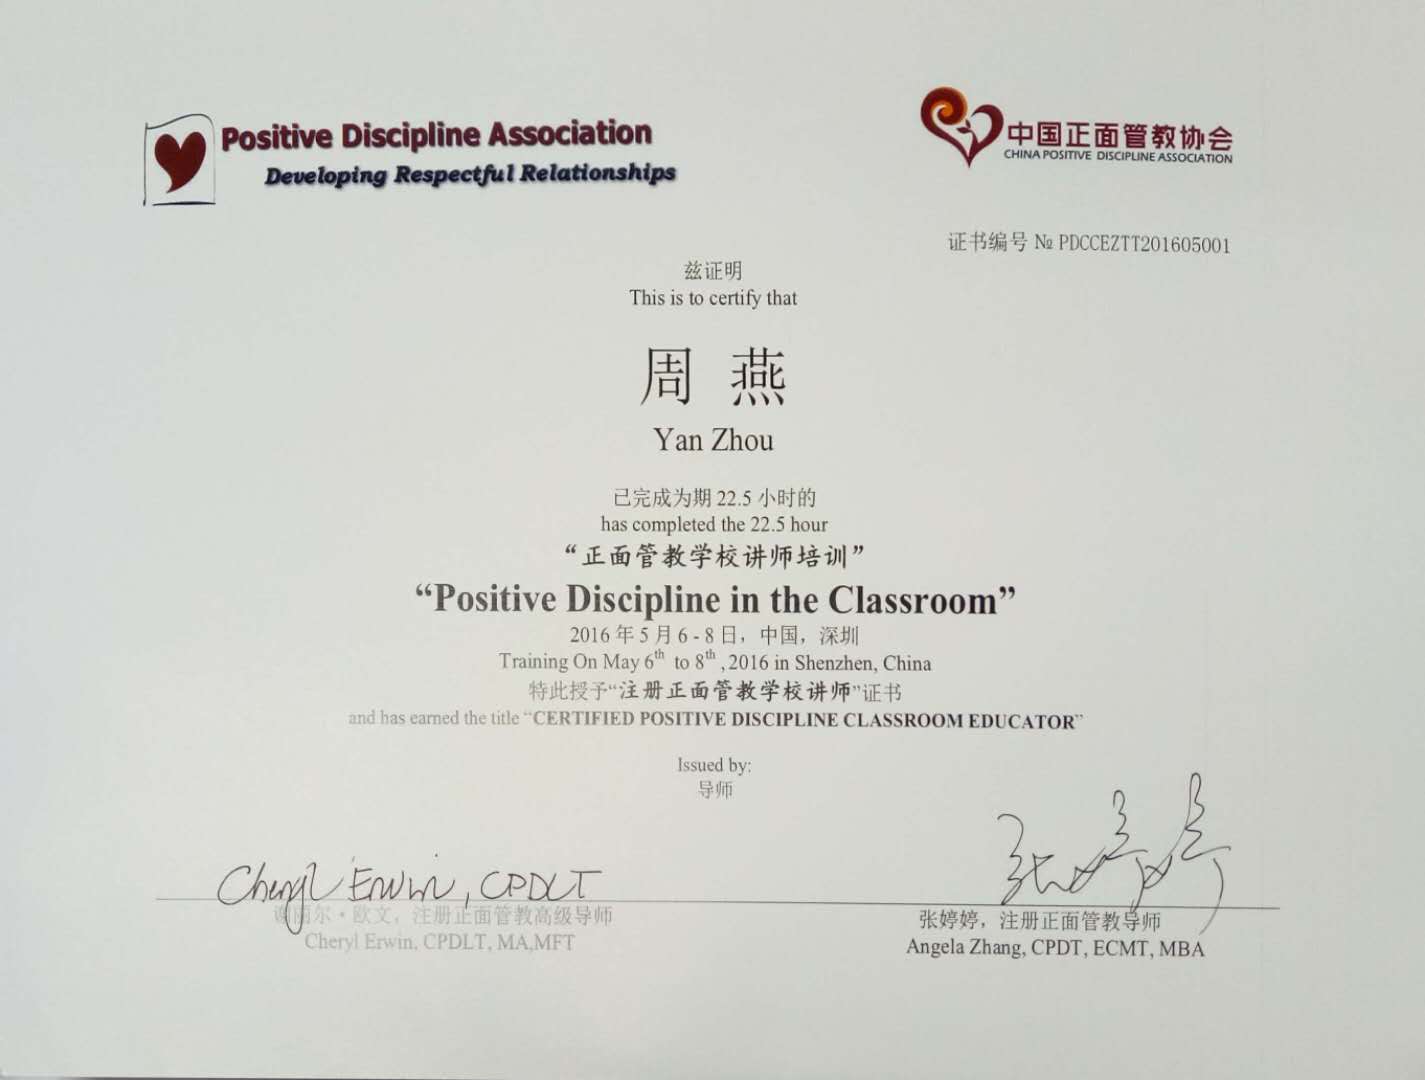 Positive Discipline Association
Developing Respectful Relationships
中国正面管教协会
CHINA POSITIVE DISCIPLINE ASSOCIATION
证书编号 № PDCCEZTT201605001
兹证明
This is to certify that
周 燕
Yan Zhou
已完成为期 22.5 小时的
has completed the 22.5 hour
“正面管教学校讲师培训”
“Positive Discipline in the Classroom”
2016 年 5 月 6 - 8 日，中国，深圳
Training On May 6th to 8th , 2016 in Shenzhen, China
特此授予“注册正面管教学校讲师”证书
and has earned the title “CERTIFIED POSITIVE DISCIPLINE CLASSROOM EDUCATOR”
Issued by:
导师
Cheryl Erwin, CPDLT
张婷婷
谢丽尔·欧文，注册正面管教高级导师
Cheryl Erwin, CPDLT, MA,MFT
张婷婷，注册正面管教导师
Angela Zhang, CPDT, ECMT, MBA